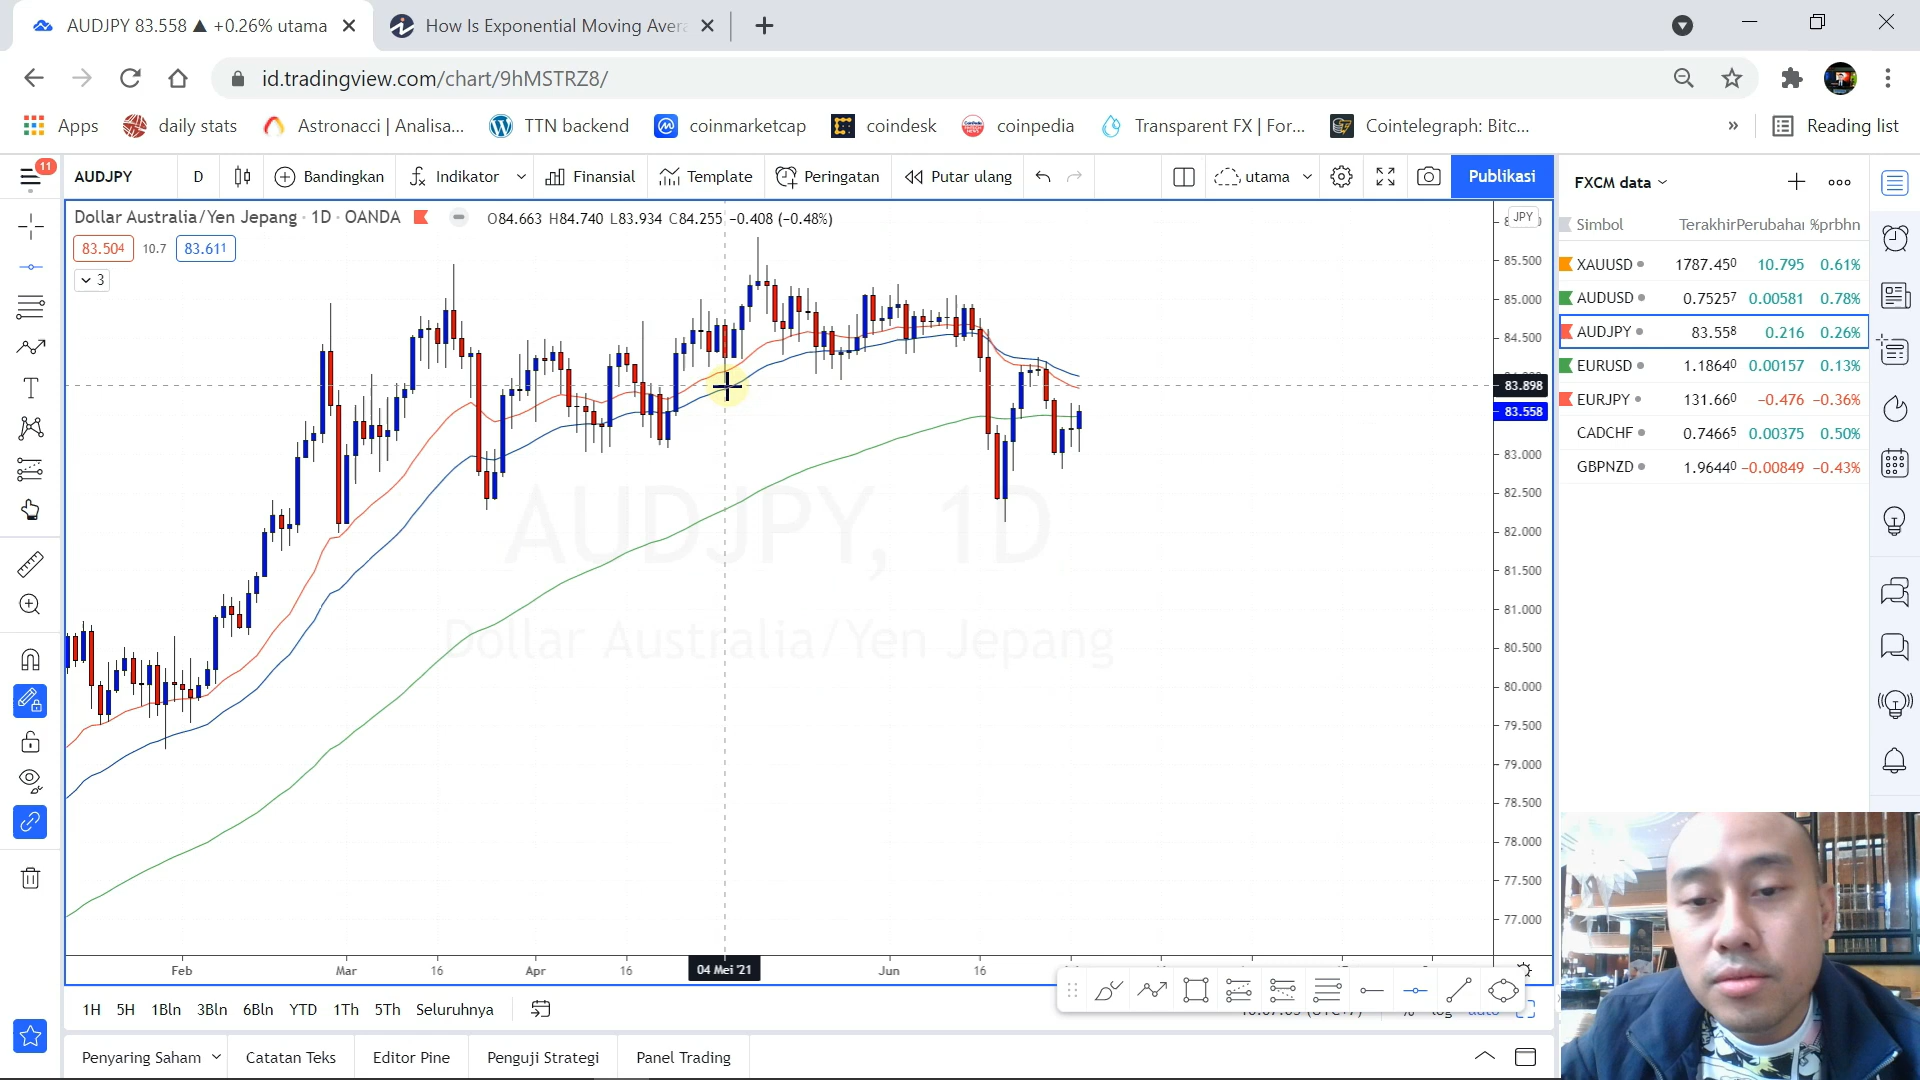 AUDJPY 83.558 ▲ +0.26% utama
How Is Exponential Moving Avera
id.tradingview.com/chart/9hMSTRZ8/
Apps
daily stats
Astronacci | Analisa...
TTN backend
coinmarketcap
coindesk
coinpedia
Transparent FX | For...
Cointelegraph: Bitc...
»
Reading list
11
AUDJPY
D
Bandingkan
Indikator
Finansial
Template
Peringatan
Putar ulang
utama
Publikasi
FXCM data
Dollar Australia/Yen Jepang · 1D · OANDA
O84.663 H84.740 L83.934 C84.255 −0.408 (−0.48%)
JPY
83.504 10.7 83.611
3
Simbol Terakhir Perubahan %prbhn
XAUUSD 1787.450 10.795 0.61%
AUDUSD 0.75257 0.00581 0.78%
AUDJPY 83.558 0.216 0.26%
EURUSD 1.18640 0.00157 0.13%
EURJPY 131.660 −0.476 −0.36%
CADCHF 0.74665 0.00375 0.50%
GBPNZD 1.96440 −0.00849 −0.43%
85.500
85.000
84.500
83.898
83.558
83.000
82.500
82.000
81.500
81.000
80.500
80.000
79.500
79.000
78.500
78.000
77.500
77.000
AUDJPY, 1D
Dollar Australia/Yen Jepang
Feb
Mar
16
Apr
16
04 Mei '21
Jun
16
1H 5H 1Bln 3Bln 6Bln YTD 1Th 5Th Seluruhnya
% log auto
Penyaring Saham
Catatan Teks
Editor Pine
Penguji Strategi
Panel Trading